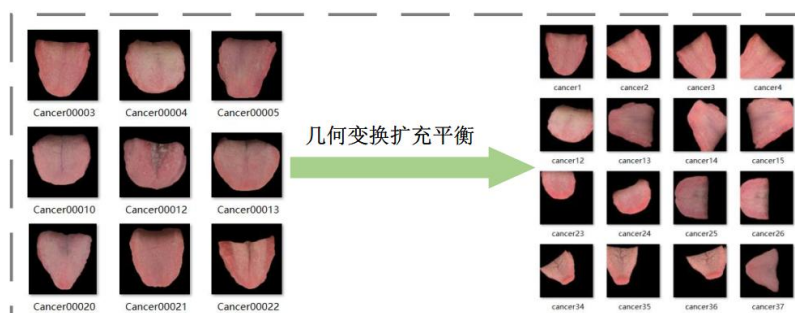 Cancer00003 Cancer00004 Cancer00005
Cancer00010 Cancer00012 Cancer00013
Cancer00020 Cancer00021 Cancer00022
几何变换扩充平衡
cancer1 cancer2 cancer3 cancer4
cancer12 cancer13 cancer14 cancer15
cancer23 cancer24 cancer25 cancer26
cancer34 cancer35 cancer36 cancer37